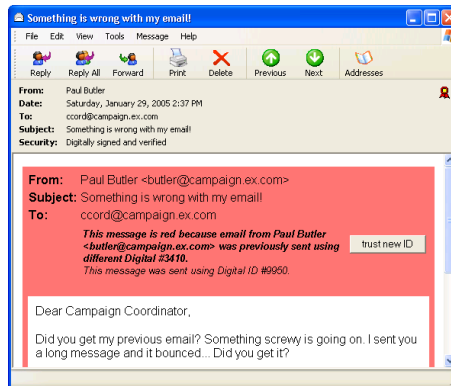 Something is wrong with my email!
File Edit View Tools Message Help
Reply Reply All Forward Print Delete Previous Next Addresses
From: Paul Butler
Date: Saturday, January 29, 2005 2:37 PM
To: ccord@campaign.ex.com
Subject: Something is wrong with my email!
Security: Digitally signed and verified
From: Paul Butler <butler@campaign.ex.com>
Subject: Something is wrong with my email!
To: ccord@campaign.ex.com
This message is red because email from Paul Butler
<butler@campaign.ex.com> was previously sent using
different Digital #3410.
This message was sent using Digital ID #9950.
trust new ID
Dear Campaign Coordinator,
Did you get my previous email? Something screwy is going on. I sent you
a long message and it bounced... Did you get it?